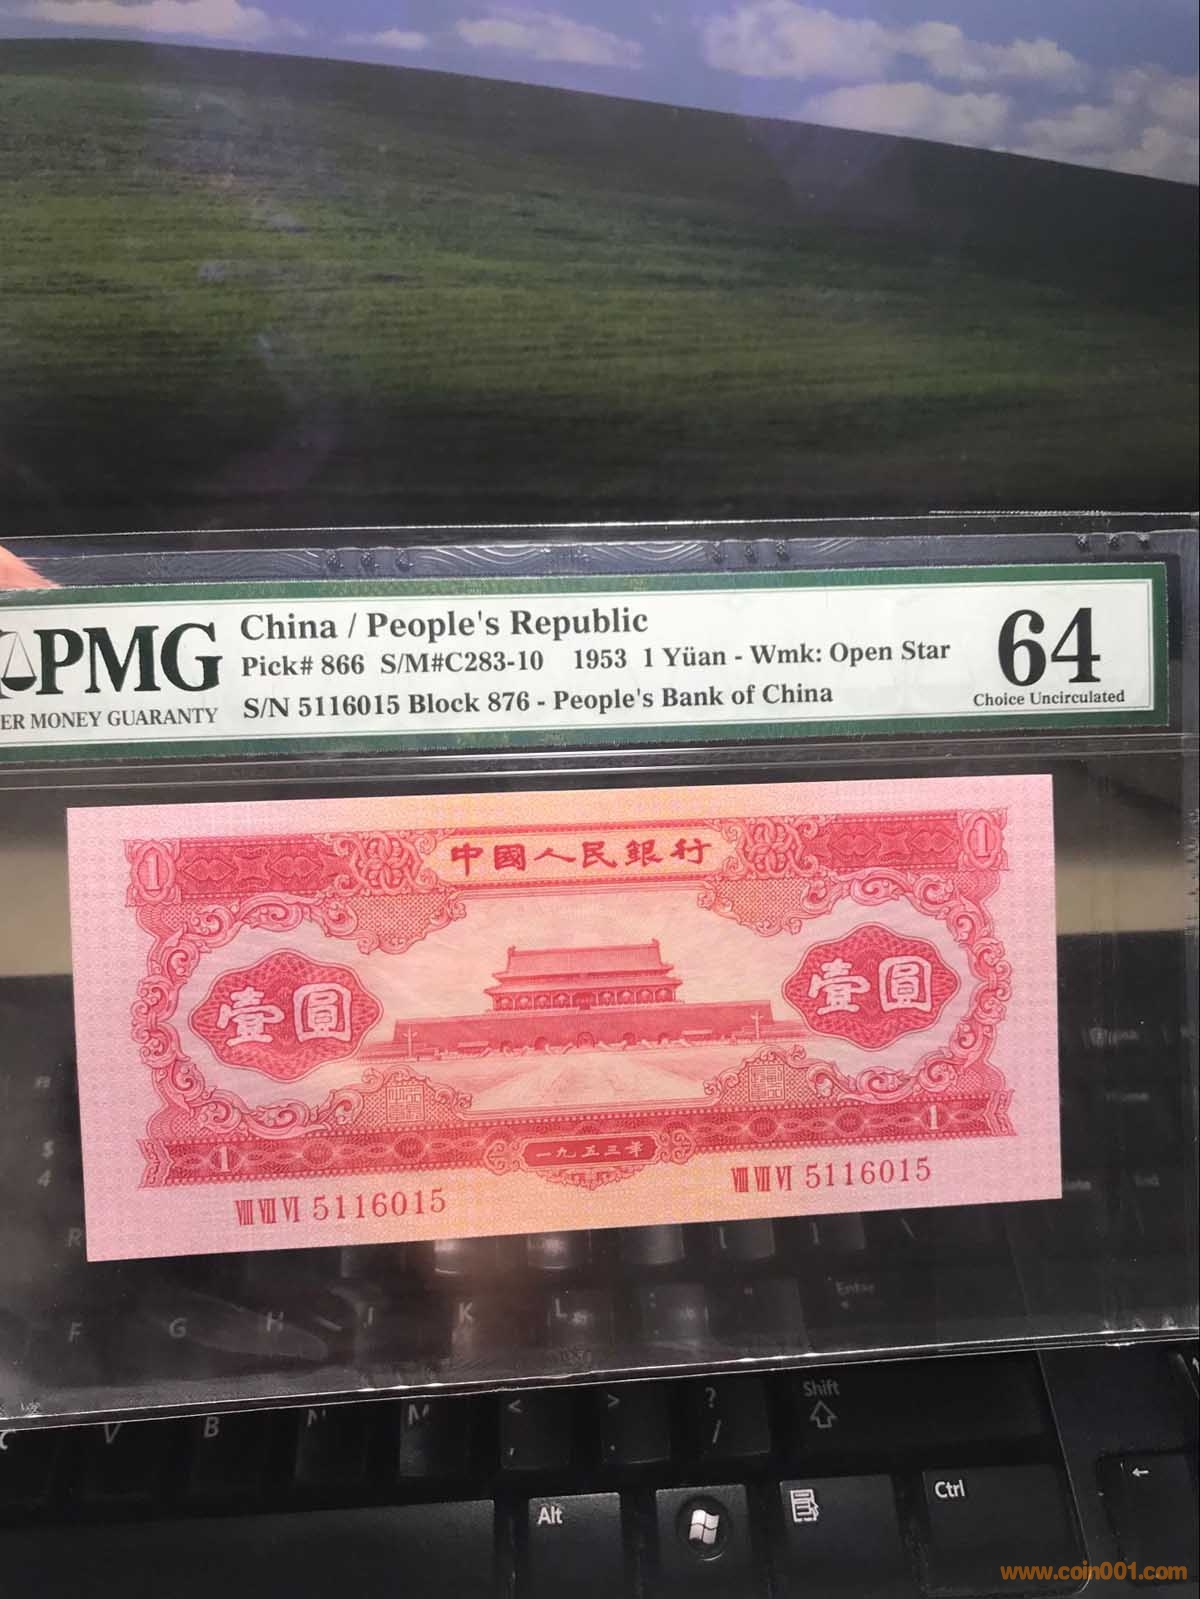 China / People's Republic
PMG
Pick# 866 S/M#C283-10 1953 1 Yüan - Wmk: Open Star
64
ER MONEY GUARANTY
S/N 5116015 Block 876 - People's Bank of China
Choice Uncirculated
1
中國人民銀行
1
壹圓
壹圓
1
一九五三年
1
VIII VII VI 5116015
VIII VII VI 5116015
$
4
R
F
G
H
J
K
L
Enter
C
V
B
N
M
<
,
>
.
?
/
Shift
Alt
Ctrl
www.coin001.com